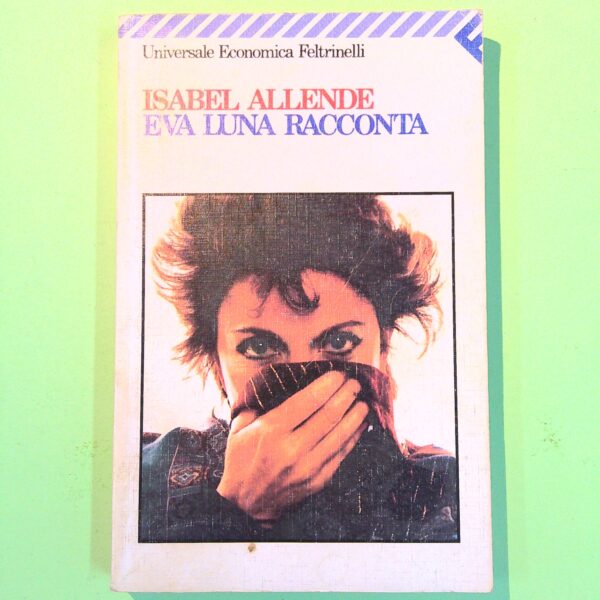 Universale Economica Feltrinelli
ISABEL ALLENDE
EVA LUNA RACCONTA